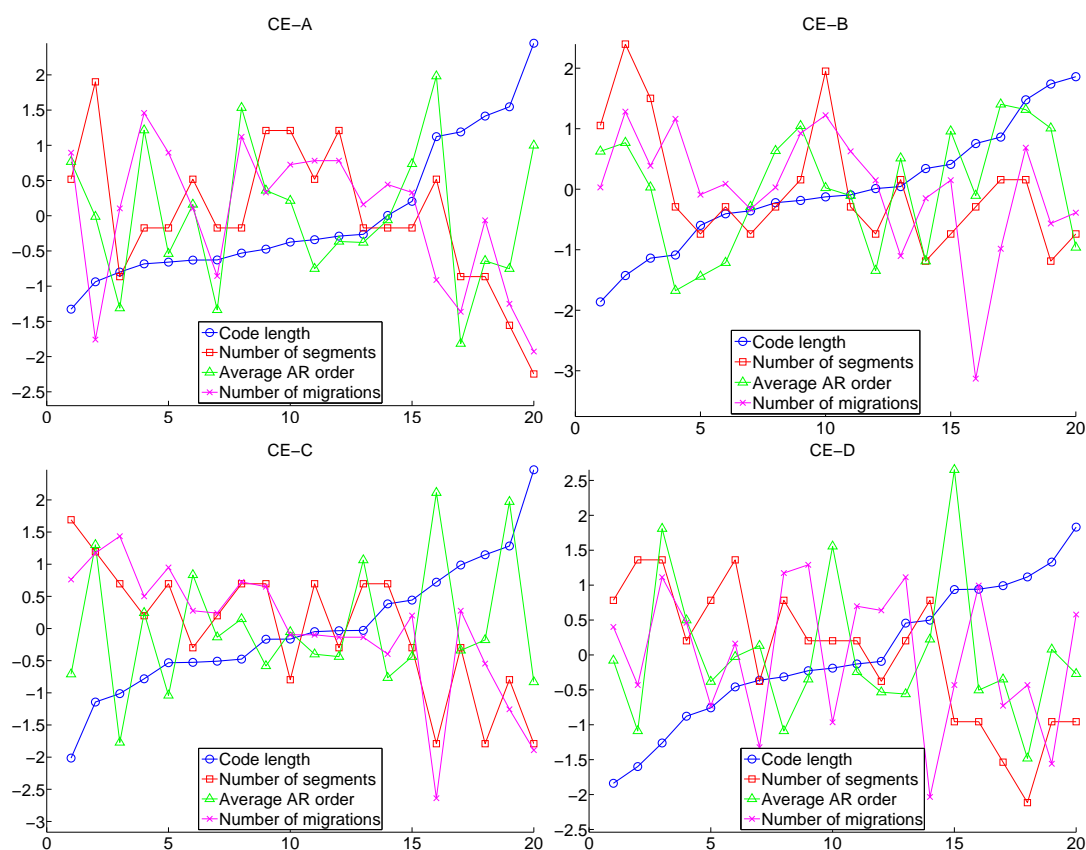 CE−A
2
1.5
1
0.5
0
−0.5
−1
−1.5
−2
−2.5
0 5 10 15 20
Code length
Number of segments
Average AR order
Number of migrations
CE−B
2
1
0
−1
−2
−3
0 5 10 15 20
Code length
Number of segments
Average AR order
Number of migrations
CE−C
2
1.5
1
0.5
0
−0.5
−1
−1.5
−2
−2.5
−3
0 5 10 15 20
Code length
Number of segments
Average AR order
Number of migrations
CE−D
2.5
2
1.5
1
0.5
0
−0.5
−1
−1.5
−2
−2.5
0 5 10 15 20
Code length
Number of segments
Average AR order
Number of migrations